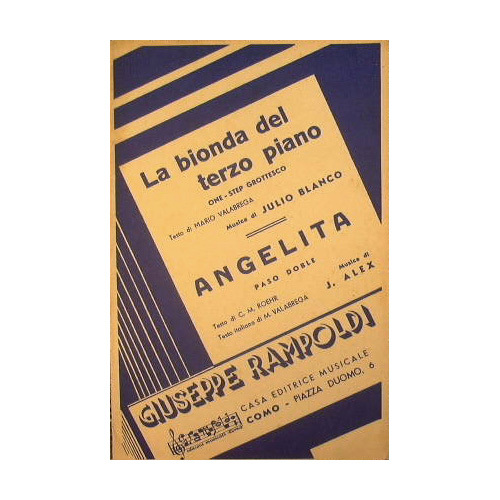 La bionda del
terzo piano
ONE-STEP GROTTESCO
Testo di MARIO VALABREGA
Musica di JULIO BLANCO
ANGELITA
PASO DOBLE
Testo di C. M. ROEHR
Testo italiano di M. VALABREGA
Musica di
J. ALEX
GIUSEPPE RAMPOLDI
CASA EDITRICE MUSICALE
COMO - PIAZZA DUOMO, 6